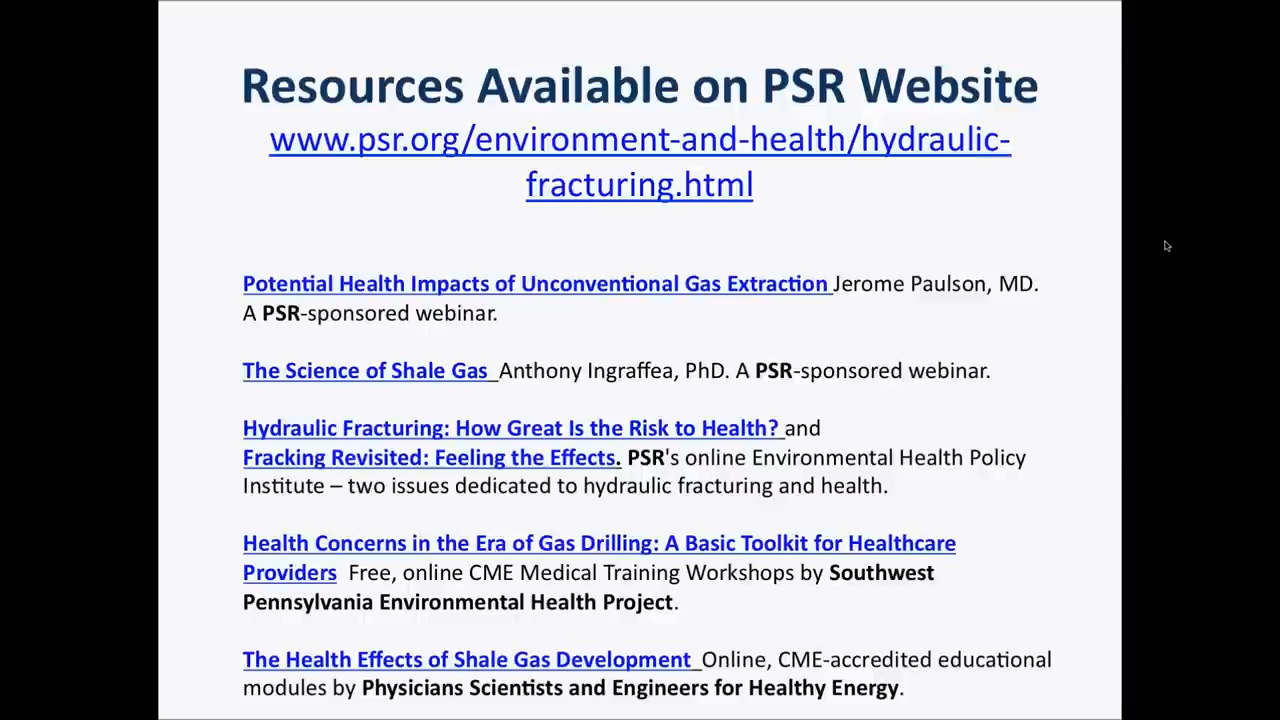 Resources Available on PSR Website
www.psr.org/environment-and-health/hydraulic-
fracturing.html
Potential Health Impacts of Unconventional Gas Extraction Jerome Paulson, MD.
A PSR-sponsored webinar.
The Science of Shale Gas Anthony Ingraffea, PhD. A PSR-sponsored webinar.
Hydraulic Fracturing: How Great Is the Risk to Health? and
Fracking Revisited: Feeling the Effects. PSR's online Environmental Health Policy
Institute – two issues dedicated to hydraulic fracturing and health.
Health Concerns in the Era of Gas Drilling: A Basic Toolkit for Healthcare
Providers Free, online CME Medical Training Workshops by Southwest
Pennsylvania Environmental Health Project.
The Health Effects of Shale Gas Development Online, CME-accredited educational
modules by Physicians Scientists and Engineers for Healthy Energy.